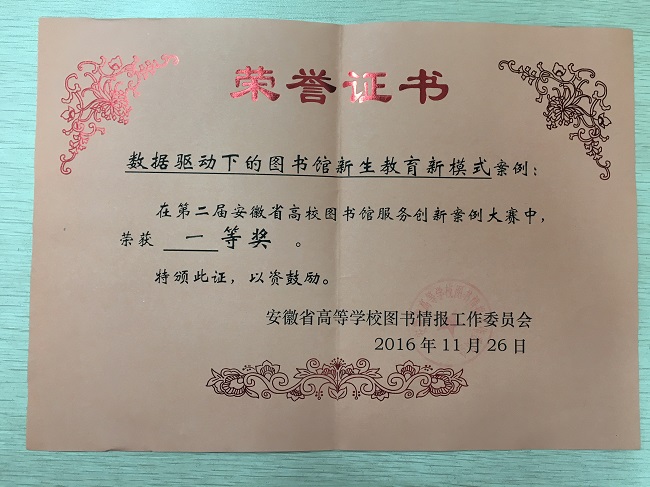 荣誉证书
数据驱动下的图书馆新生教育新模式案例：
在第二届安徽省高校图书馆服务创新案例大赛中，
荣获 一等奖 。
特颁此证，以资鼓励。
安徽省高等学校图书情报工作委员会
2016年11月26日